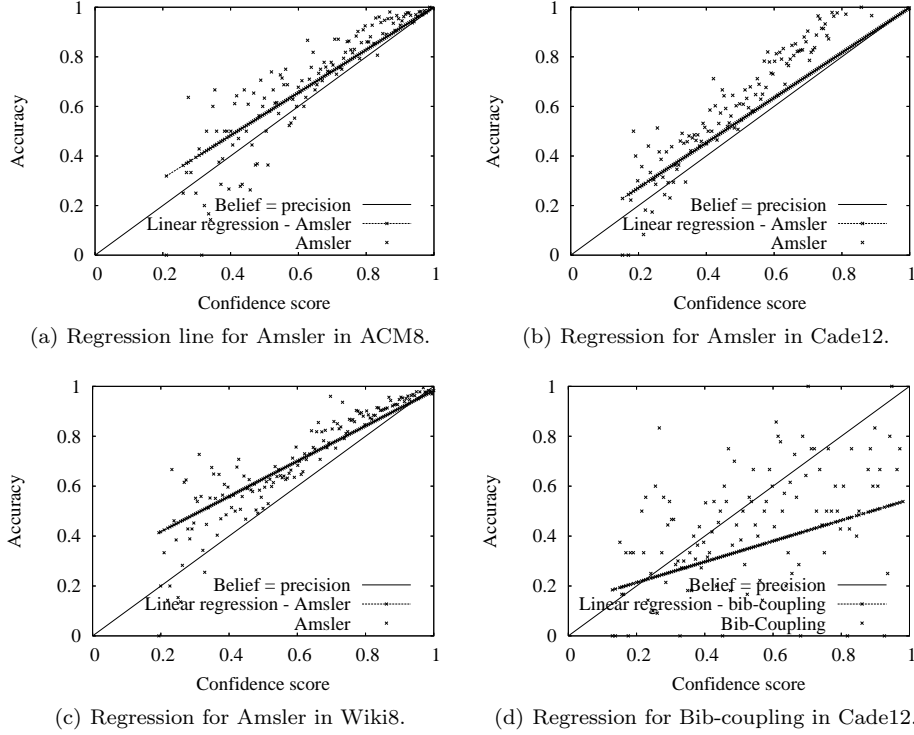 1
0.8
0.6
0.4
0.2
0
0 0.2 0.4 0.6 0.8 1
Accuracy
Confidence score
Belief = precision
Linear regression - Amsler
Amsler
(a) Regression line for Amsler in ACM8.
1
0.8
0.6
0.4
0.2
0
0 0.2 0.4 0.6 0.8 1
Accuracy
Confidence score
Belief = precision
Linear regression - Amsler
Amsler
(b) Regression for Amsler in Cade12.
1
0.8
0.6
0.4
0.2
0
0 0.2 0.4 0.6 0.8 1
Accuracy
Confidence score
Belief = precision
Linear regression - Amsler
Amsler
(c) Regression for Amsler in Wiki8.
1
0.8
0.6
0.4
0.2
0
0 0.2 0.4 0.6 0.8 1
Accuracy
Confidence score
Belief = precision
Linear regression - bib-coupling
Bib-Coupling
(d) Regression for Bib-coupling in Cade12.